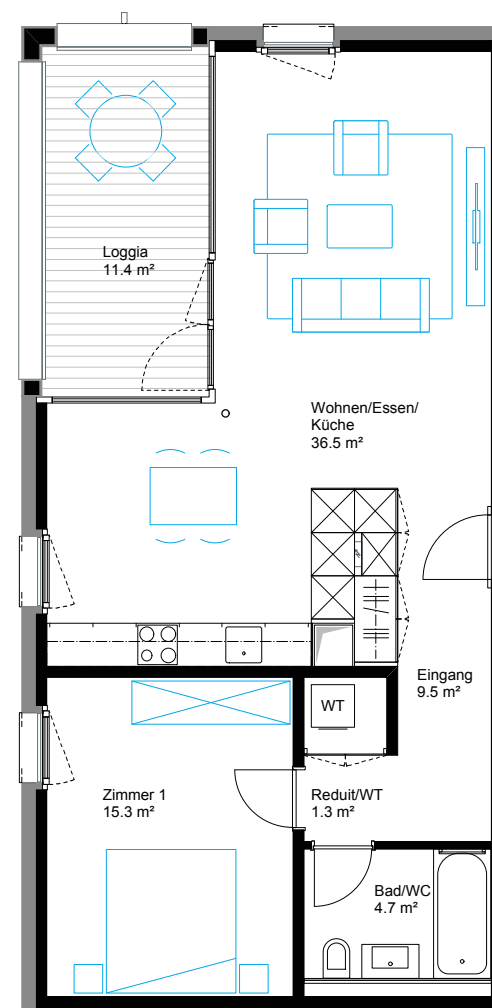 Loggia
11.4 m²
Wohnen/Essen/
Küche
36.5 m²
Eingang
9.5 m²
WT
Zimmer 1
15.3 m²
Reduit/WT
1.3 m²
Bad/WC
4.7 m²